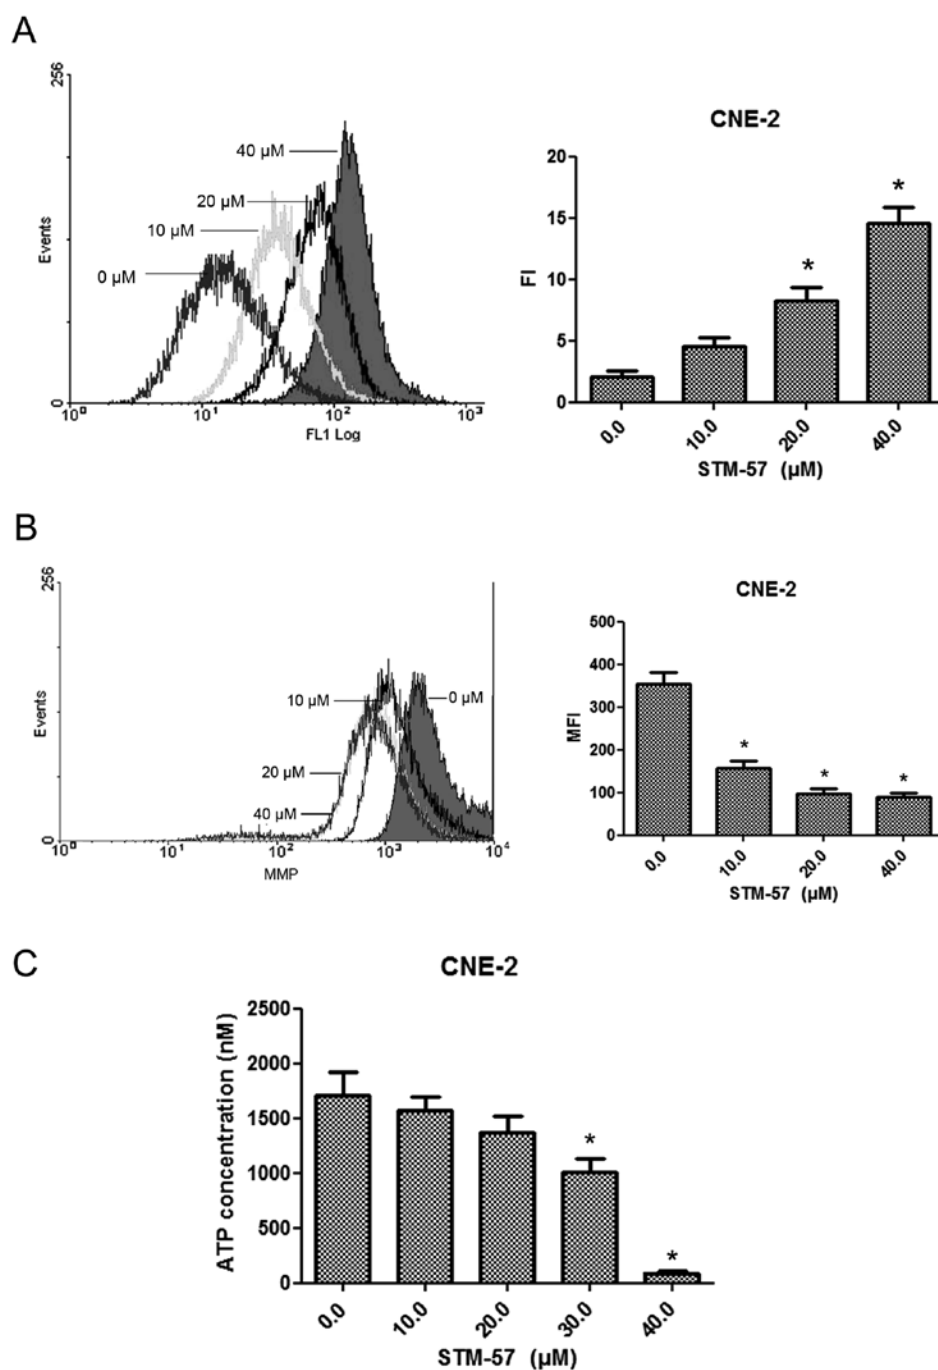 A
256
Events
0
40 µM
20 µM
10 µM
0 µM
10⁰ 10¹ 10² 10³
FL1 Log
CNE-2
20
15
10
5
0
FI
* *
0.0 10.0 20.0 40.0
STM-57 (µM)
B
256
Events
0
10 µM
0 µM
20 µM
40 µM
10⁰ 10¹ 10² 10³ 10⁴
MMP
CNE-2
500
400
300
200
100
0
MFI
* * *
0.0 10.0 20.0 40.0
STM-57 (µM)
C
CNE-2
2500
2000
1500
1000
500
0
ATP concentration (nM)
* *
0.0 10.0 20.0 30.0 40.0
STM-57 (µM)